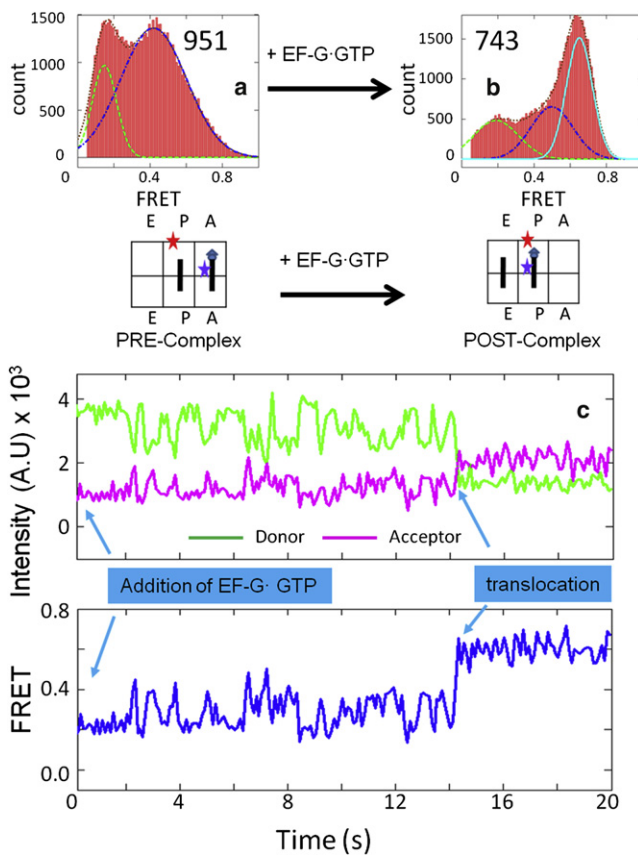 951
a
count
1500
1000
500
0
0 0.4 0.8
FRET
+ EF-G·GTP
743
b
count
1500
1000
500
0
0 0.4 0.8
FRET
E P A
E P A
PRE-Complex
+ EF-G·GTP
E P A
E P A
POST-Complex
c
Intensity (A.U) x 10³
4
2
0
Donor
Acceptor
Addition of EF-G· GTP
translocation
FRET
0.8
0.4
0.0
0 4 8 12 16 20
Time (s)